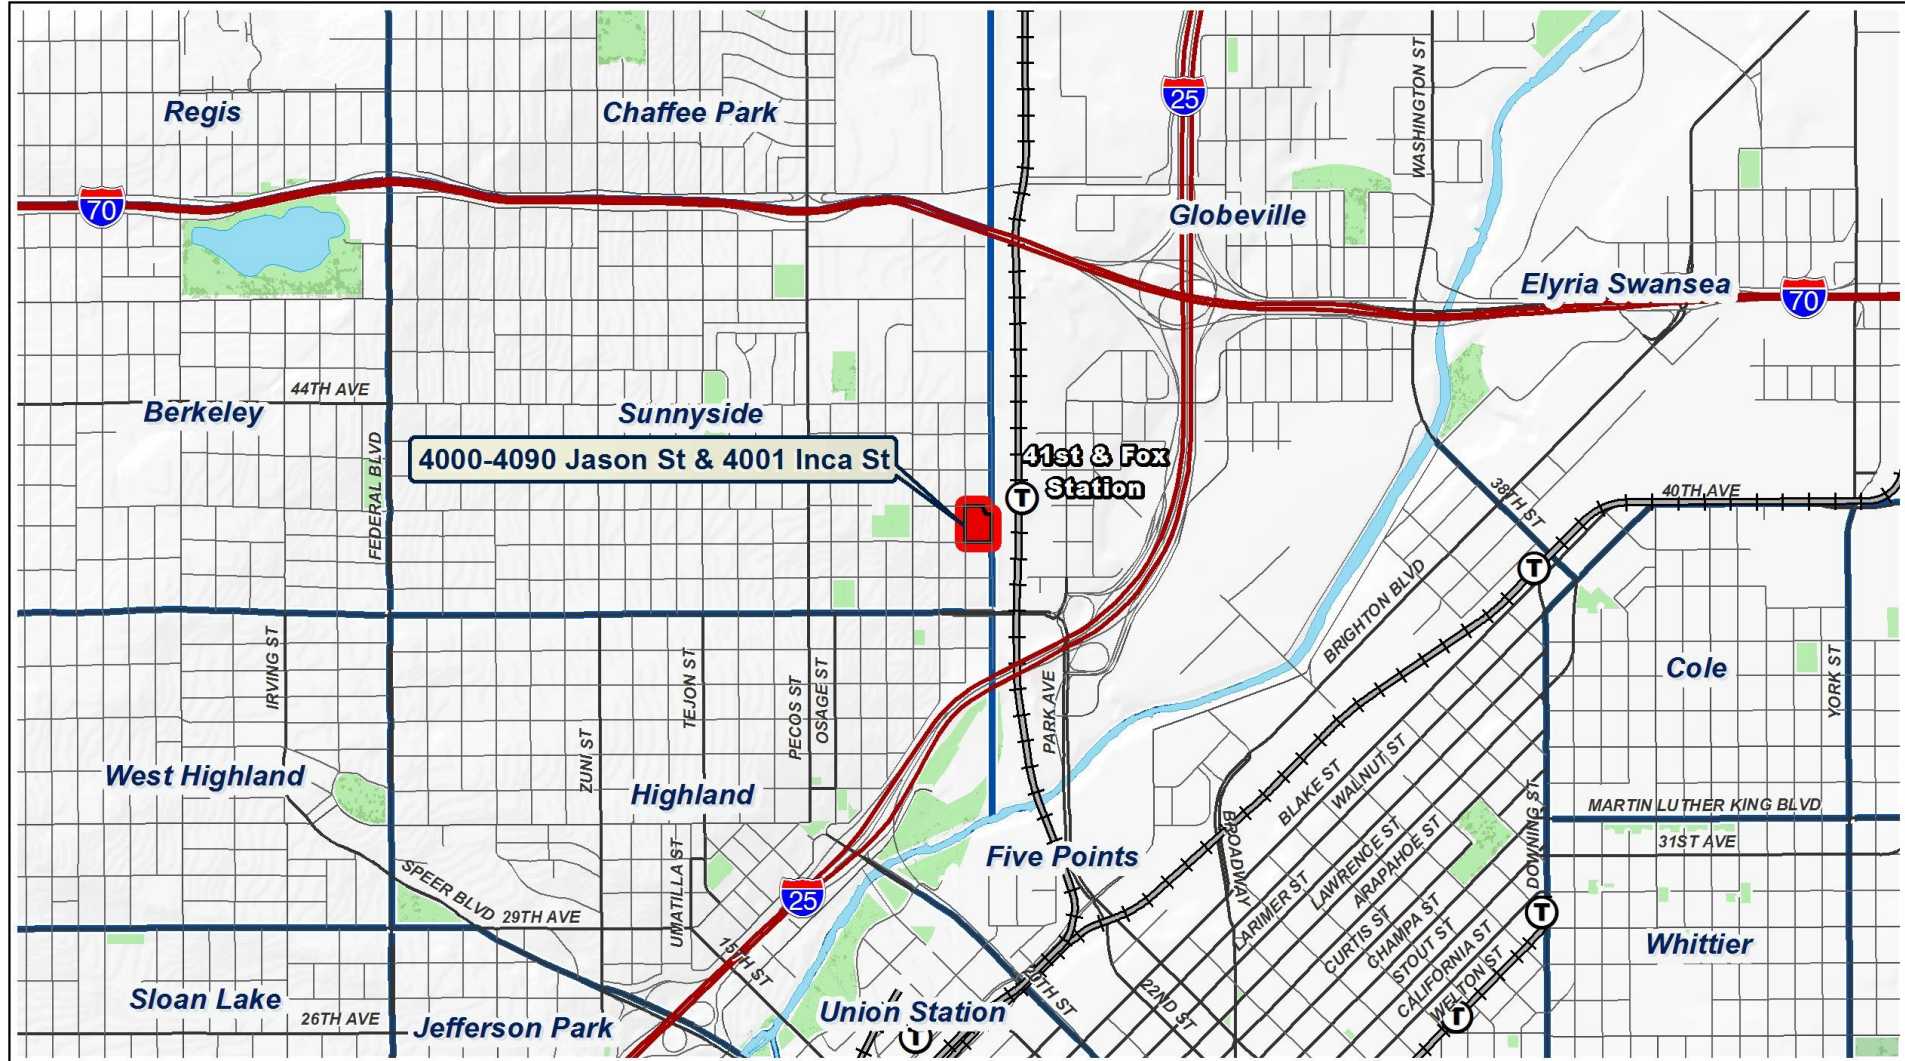 Regis
Chaffee Park
25
WASHINGTON ST
70
Globeville
Elyria Swansea
70
44TH AVE
Berkeley
Sunnyside
FEDERAL BLVD
4000-4090 Jason St & 4001 Inca St
41st & Fox
Station
T
38TH ST
40TH AVE
T
BRIGHTON BLVD
IRVING ST
TEJON ST
PECOS ST
OSAGE ST
PARK AVE
Cole
YORK ST
West Highland
ZUNI ST
Highland
BLAKE ST
WALNUT ST
DOWNING ST
MARTIN LUTHER KING BLVD
31ST AVE
Five Points
BROADWAY
LARIMER ST
LAWRENCE ST
ARAPAHOE ST
SPEER BLVD
29TH AVE
UMATILLA ST
25
15TH ST
CURTIS ST
CHAMPA ST
STOUT ST
CALIFORNIA ST
WELTON ST
T
Whittier
Sloan Lake
26TH AVE
Jefferson Park
Union Station
T
20TH ST
22ND ST
T